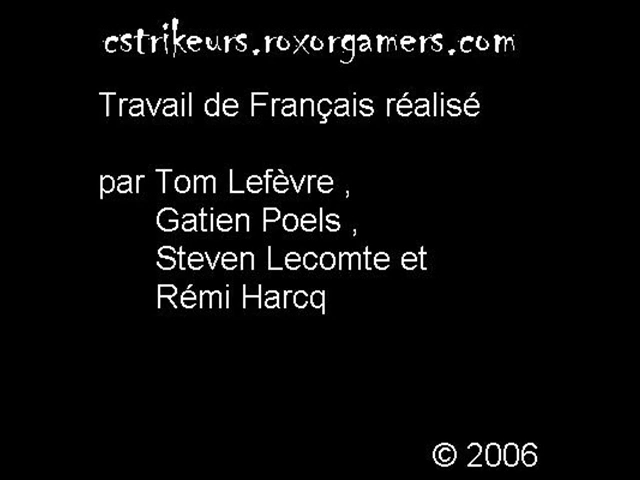 cstrikeurs.roxorgamers.com
Travail de Français réalisé
par Tom Lefèvre ,
Gatien Poels ,
Steven Lecomte et
Rémi Harcq
© 2006